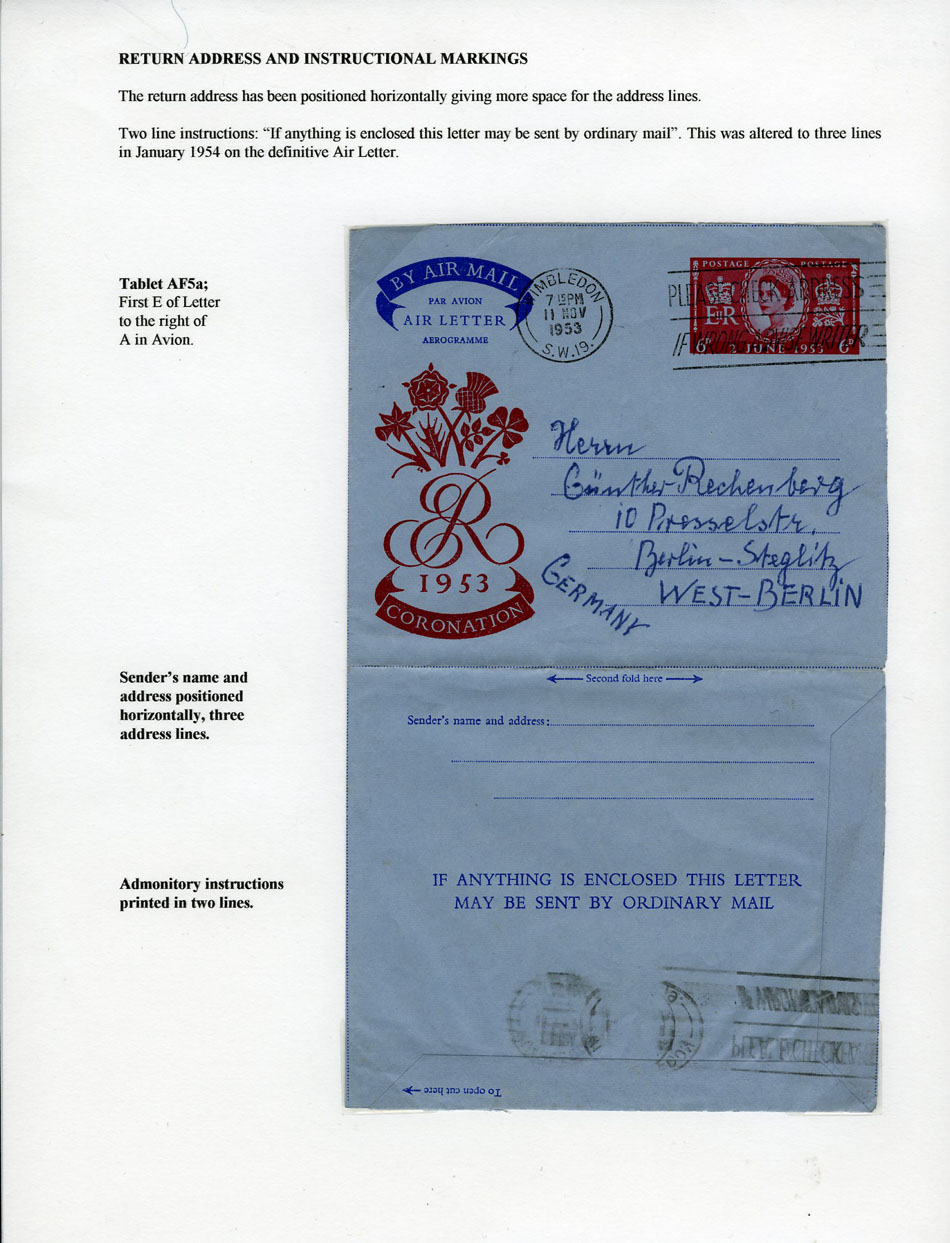 RETURN ADDRESS AND INSTRUCTIONAL MARKINGS
The return address has been positioned horizontally giving more space for the address lines.
Two line instructions: “If anything is enclosed this letter may be sent by ordinary mail”. This was altered to three lines
in January 1954 on the definitive Air Letter.
Tablet AF5a;
First E of Letter
to the right of
A in Avion.
BY AIR MAIL
PAR AVION
AIR LETTER
AEROGRAMME
WIMBLEDON
7 15 PM
11 NOV
1953
S.W.19.
POSTAGE POSTAGE
E R
6D 2 JUNE 1953 6D
PLEASE CHECK ADDRESS
IF WRONG ADVISE WRITER
ER
1953
CORONATION
Herrn
Günther Rechenberg
10 Presselstr.
Berlin-Steglitz
WEST-BERLIN
GERMANY
Second fold here
Sender's name and
address positioned
horizontally, three
address lines.
Sender's name and address:
Admonitory instructions
printed in two lines.
IF ANYTHING IS ENCLOSED THIS LETTER
MAY BE SENT BY ORDINARY MAIL
To open cut here